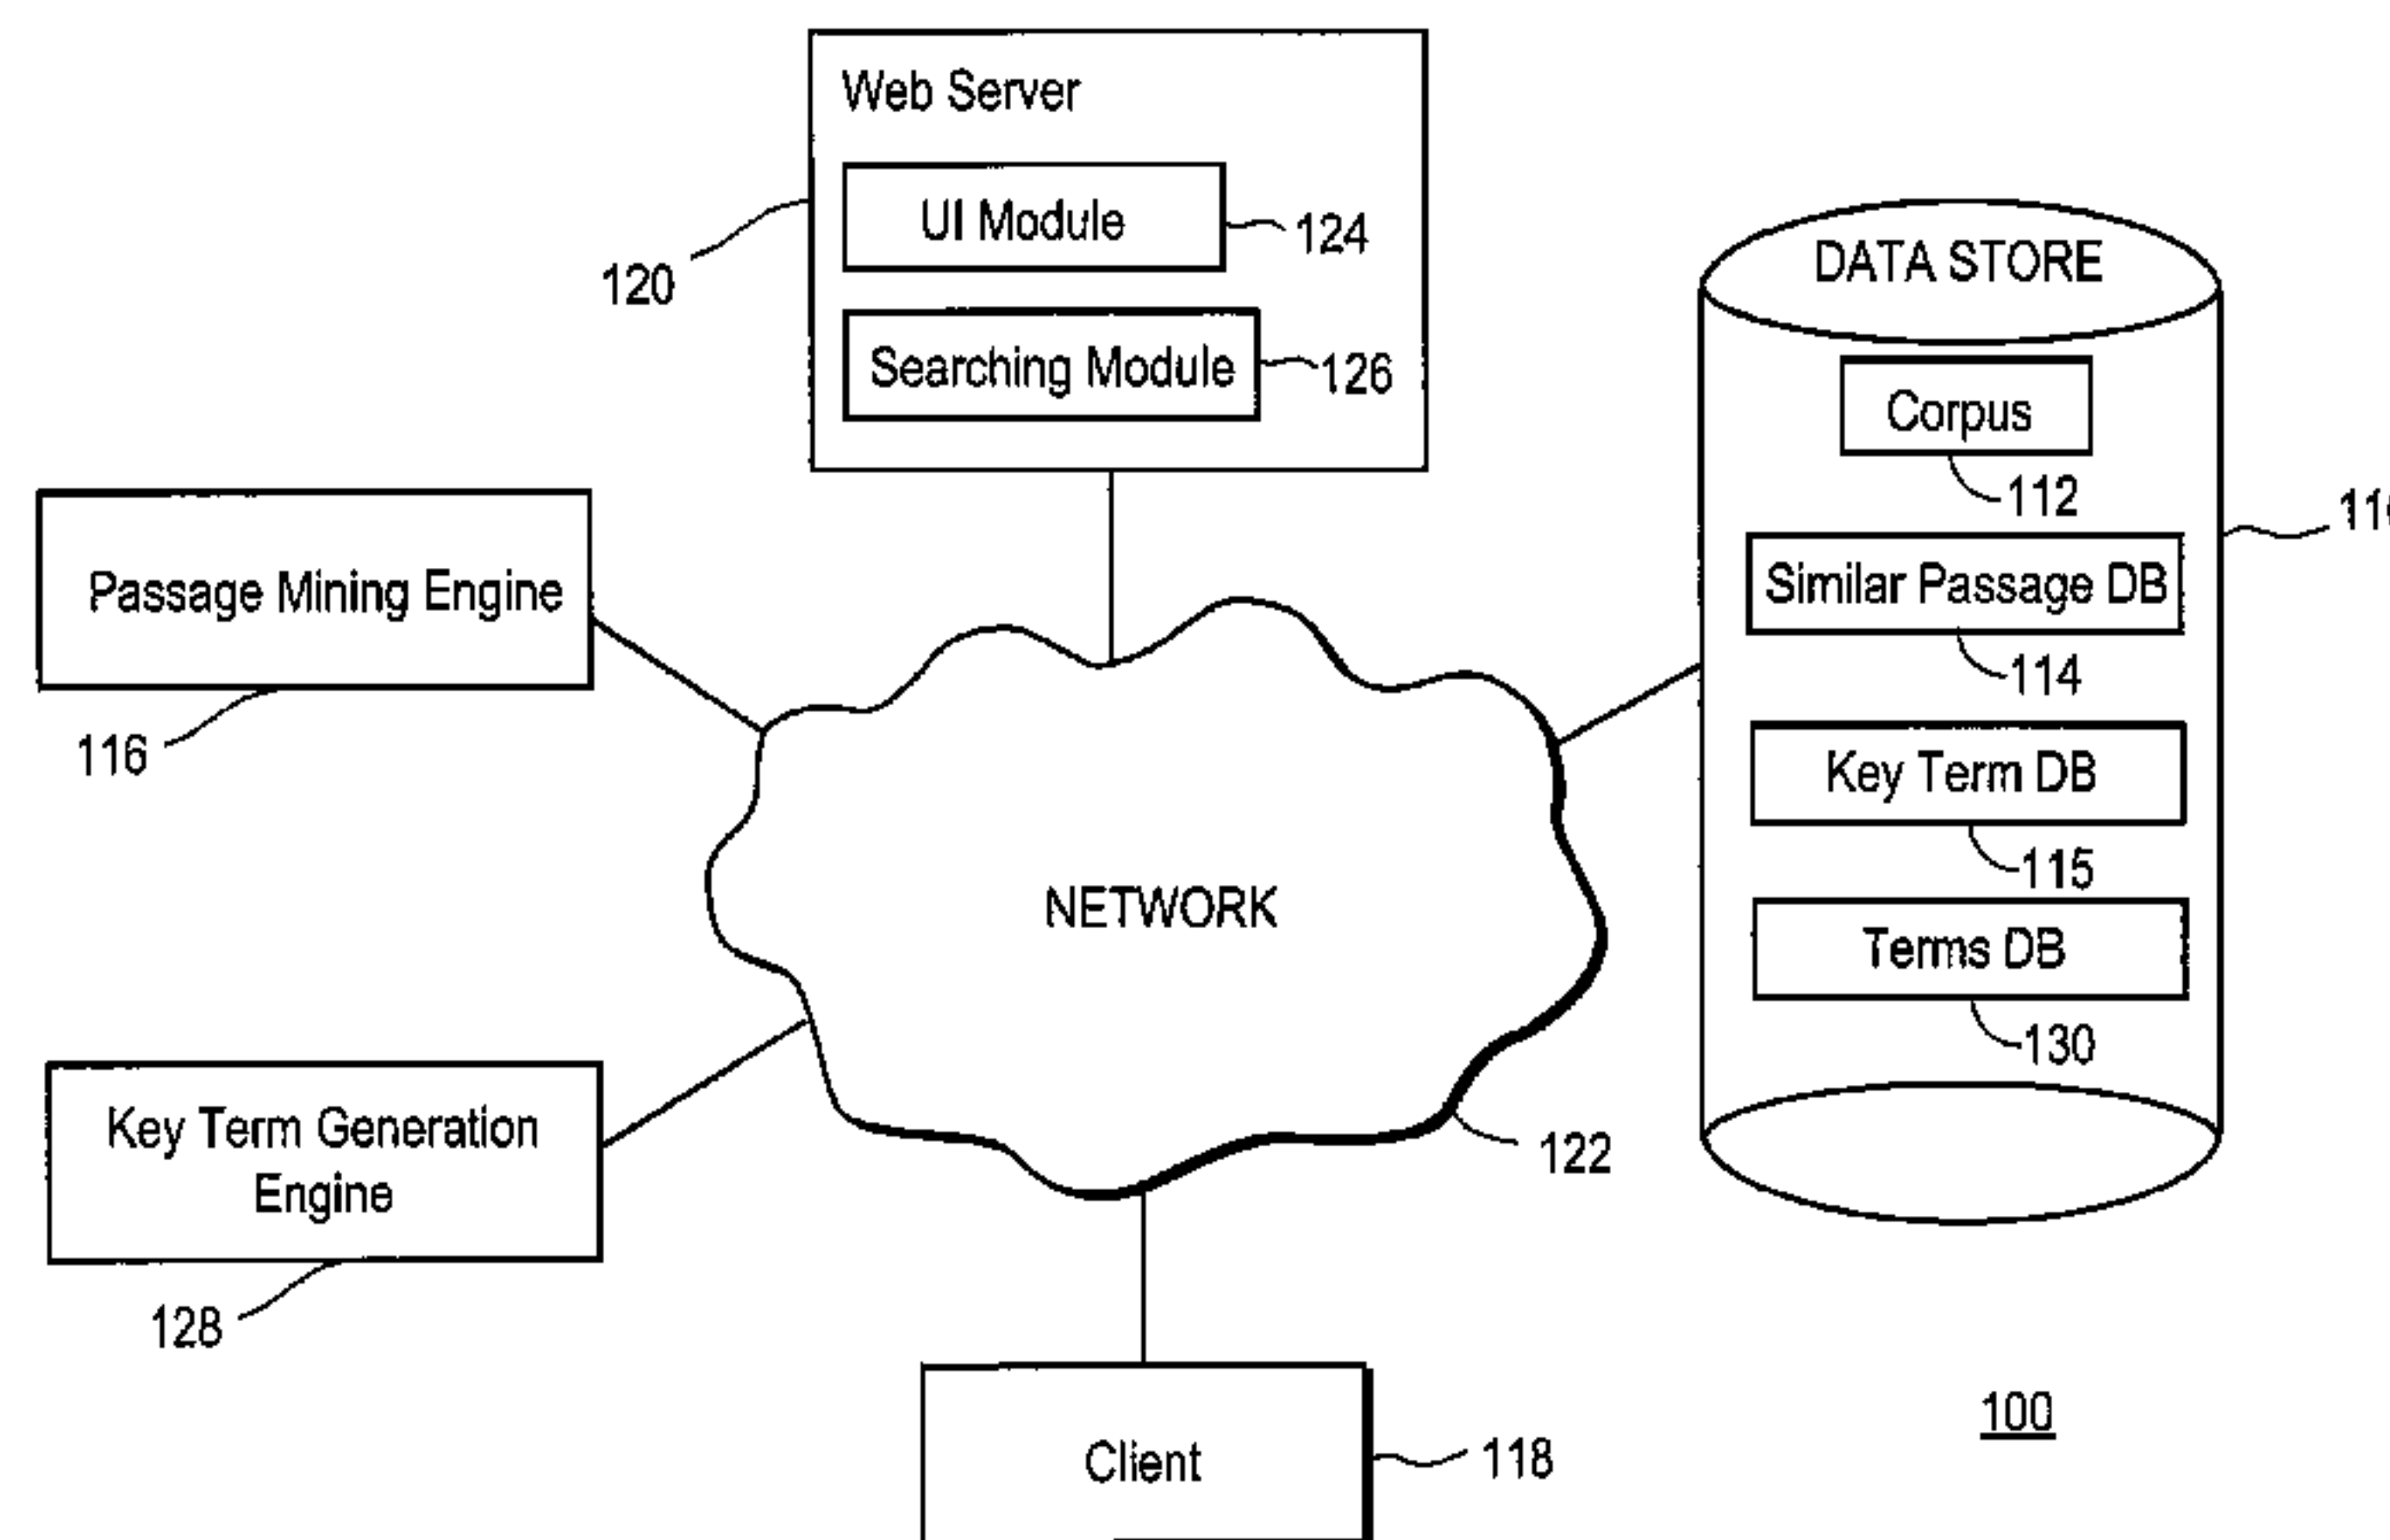 Web Server
UI Module
124
120
Searching Module
126
DATA STORE
Corpus
112
Similar Passage DB
114
Key Term DB
115
Terms DB
130
Passage Mining Engine
116
NETWORK
122
Key Term Generation
Engine
128
Client
118
100